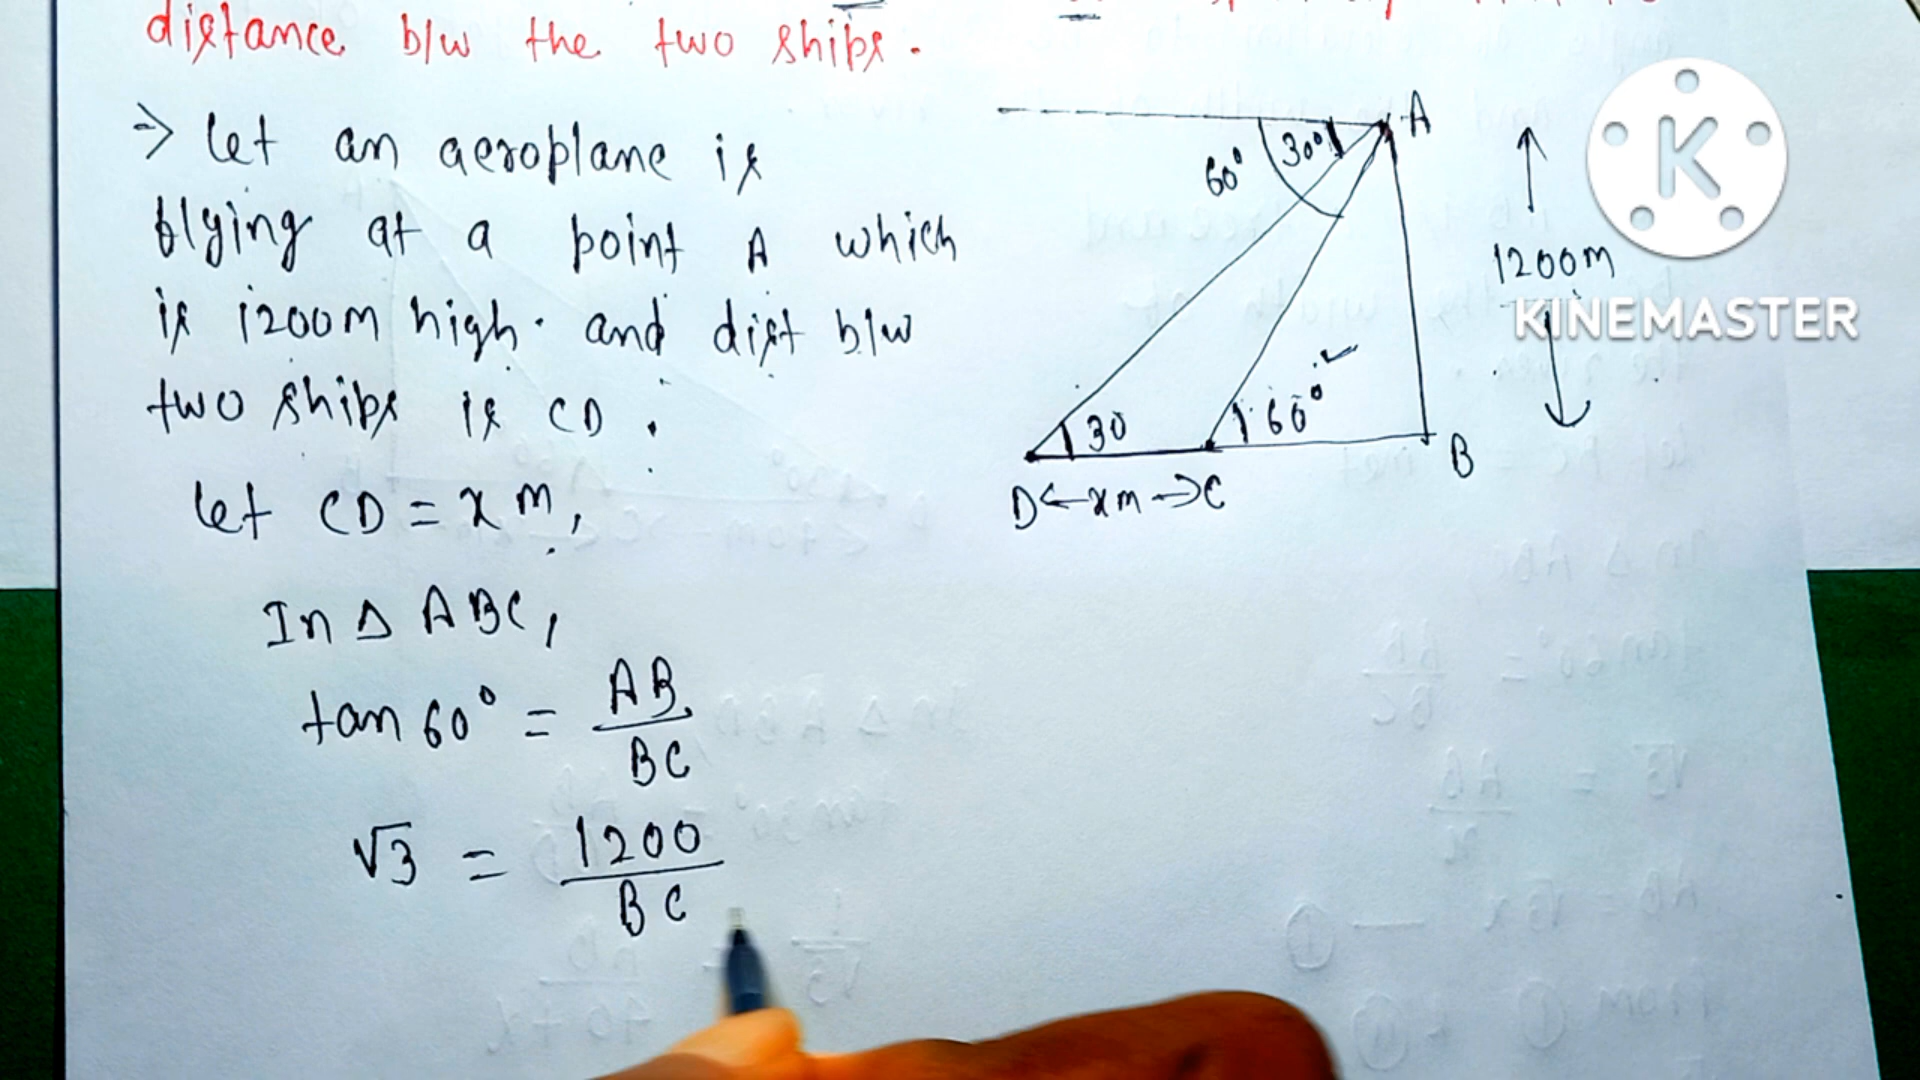 distance b/w the two ships.
=> let an aeroplane is
flying at a point A which
is 1200m high. and dist b/w
two ships is CD.
let CD = x m,
In Δ ABC,
tan 60° = AB/BC
√3 = 1200/BC
A
30°
60°
1200m
30
60°
B
D <- x m -> C
K
KINEMASTER